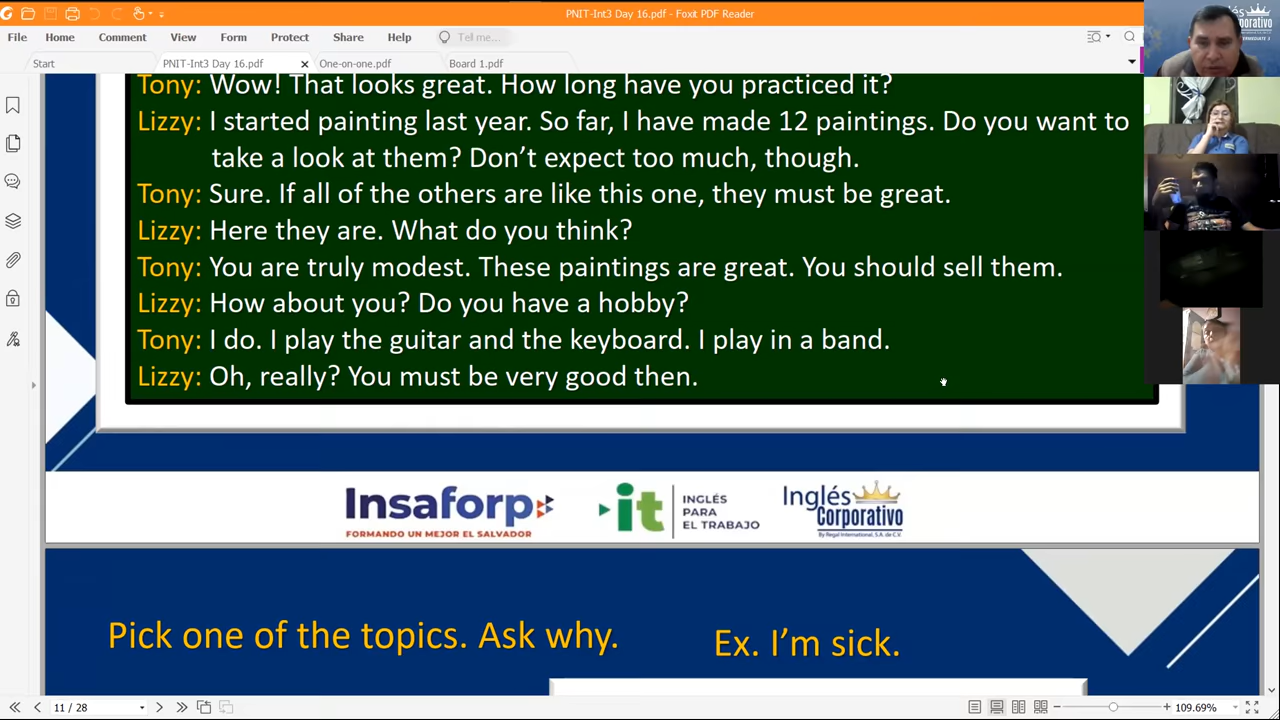 PNIT-Int3 Day 16.pdf - Foxit PDF Reader
File Home Comment View Form Protect Share Help Tell me...
Start PNIT-Int3 Day 16.pdf One-on-one.pdf Board 1.pdf
Tony: Wow! That looks great. How long have you practiced it?
Lizzy: I started painting last year. So far, I have made 12 paintings. Do you want to
take a look at them? Don’t expect too much, though.
Tony: Sure. If all of the others are like this one, they must be great.
Lizzy: Here they are. What do you think?
Tony: You are truly modest. These paintings are great. You should sell them.
Lizzy: How about you? Do you have a hobby?
Tony: I do. I play the guitar and the keyboard. I play in a band.
Lizzy: Oh, really? You must be very good then.
Insaforp
FORMANDO UN MEJOR EL SALVADOR
it
INGLÉS
PARA
EL TRABAJO
Inglés
Corporativo
By Regal International, S.A. de C.V.
Pick one of the topics. Ask why.
Ex. I’m sick.
11 / 28
109.69%
Inglés
Corporativo